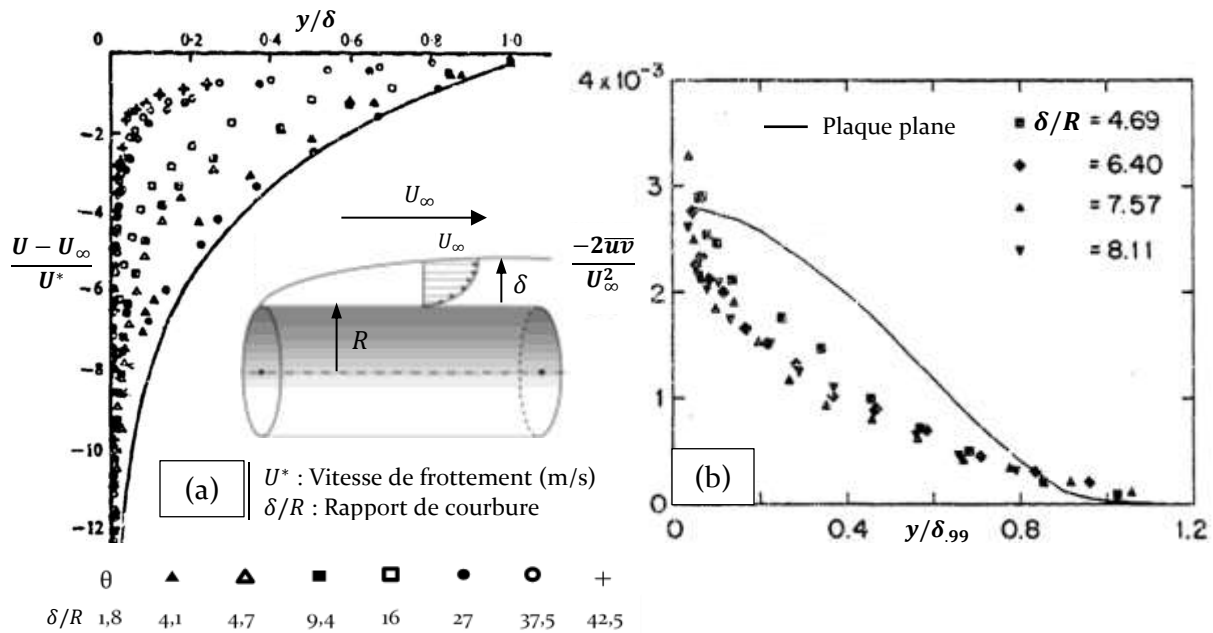 y/δ
0 0·2 0·4 0·6 0·8 1·0
−2
−4
−6
−8
−10
−12
U − U∞
U*
U∞
U∞
δ
R
(a)
U* : Vitesse de frottement (m/s)
δ/R : Rapport de courbure
θ ▲ △ ■ □ ● ○ +
δ/R 1,8 4,1 4,7 9,4 16 27 37,5 42,5
4 x 10⁻³
3
2
1
0
−2uv
U∞²
Plaque plane
■ δ/R = 4.69
◆ = 6.40
▲ = 7.57
▼ = 8.11
(b)
0 0.4 0.8 1.2
y/δ.99